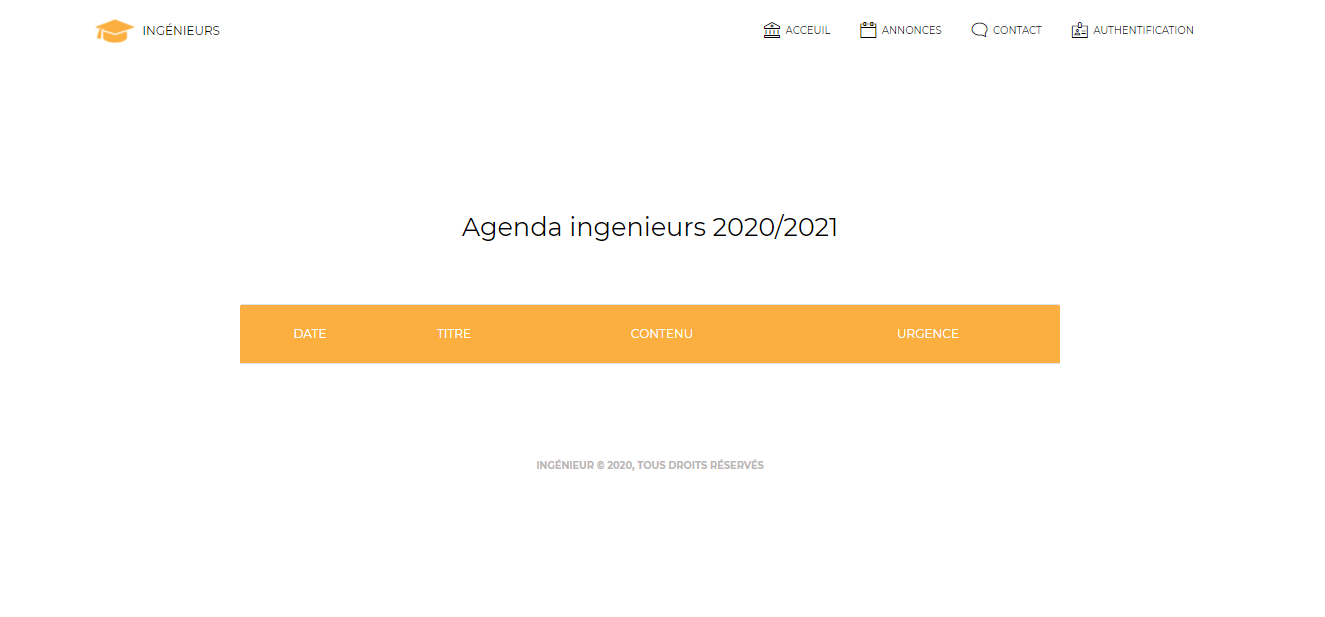 INGÉNIEURS
ACCEUIL
ANNONCES
CONTACT
AUTHENTIFICATION
Agenda ingenieurs 2020/2021
DATE TITRE CONTENU URGENCE
INGÉNIEUR © 2020, TOUS DROITS RÉSERVÉS